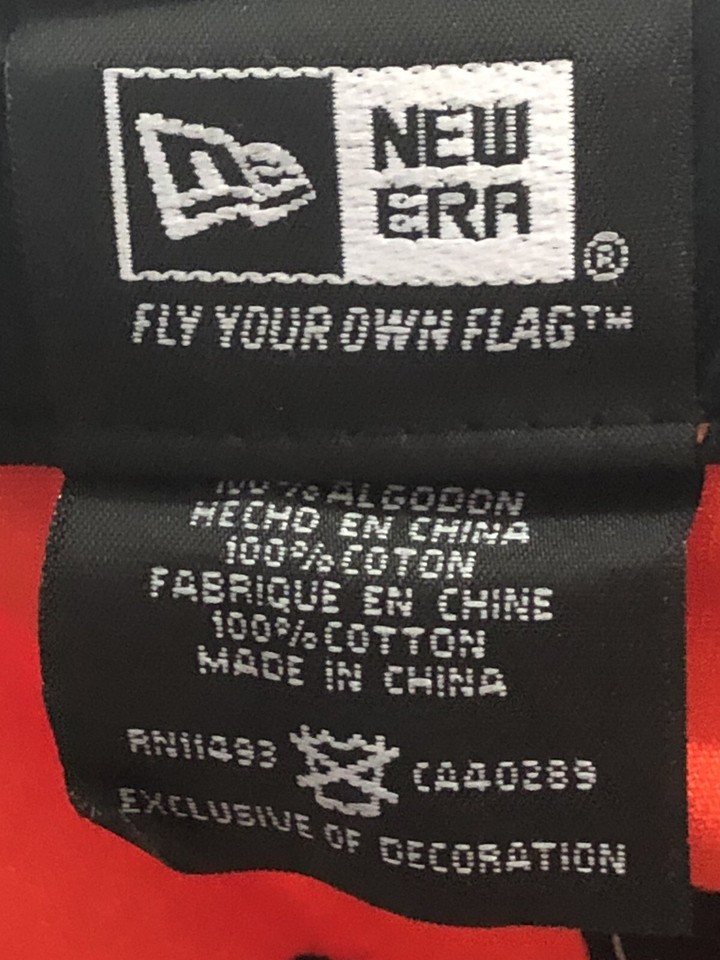 NEW
ERA
®
FLY YOUR OWN FLAG™
100% ALGODON
HECHO EN CHINA
100% COTON
FABRIQUE EN CHINE
100% COTTON
MADE IN CHINA
RN11493 CA40289
EXCLUSIVE OF DECORATION